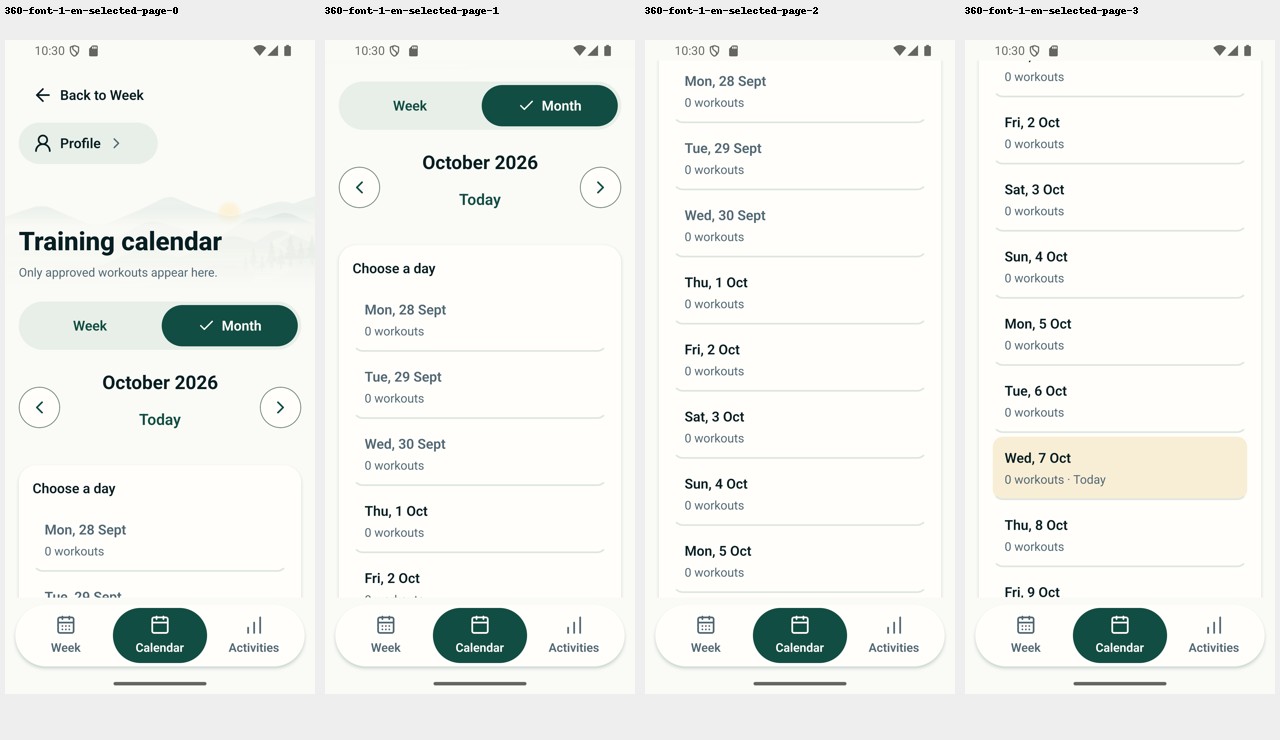 360-font-1-en-selected-page-0
10:30
Back to Week
Profile
Training calendar
Only approved workouts appear here.
Week
Month
October 2026
Today
Choose a day
Mon, 28 Sept
0 workouts
Tue, 29 Sept
Week
Calendar
Activities
360-font-1-en-selected-page-1
10:30
Week
Month
October 2026
Today
Choose a day
Mon, 28 Sept
0 workouts
Tue, 29 Sept
0 workouts
Wed, 30 Sept
0 workouts
Thu, 1 Oct
0 workouts
Fri, 2 Oct
Week
Calendar
Activities
360-font-1-en-selected-page-2
10:30
Mon, 28 Sept
0 workouts
Tue, 29 Sept
0 workouts
Wed, 30 Sept
0 workouts
Thu, 1 Oct
0 workouts
Fri, 2 Oct
0 workouts
Sat, 3 Oct
0 workouts
Sun, 4 Oct
0 workouts
Mon, 5 Oct
0 workouts
Week
Calendar
Activities
360-font-1-en-selected-page-3
10:30
0 workouts
Fri, 2 Oct
0 workouts
Sat, 3 Oct
0 workouts
Sun, 4 Oct
0 workouts
Mon, 5 Oct
0 workouts
Tue, 6 Oct
0 workouts
Wed, 7 Oct
0 workouts · Today
Thu, 8 Oct
0 workouts
Fri, 9 Oct
Week
Calendar
Activities